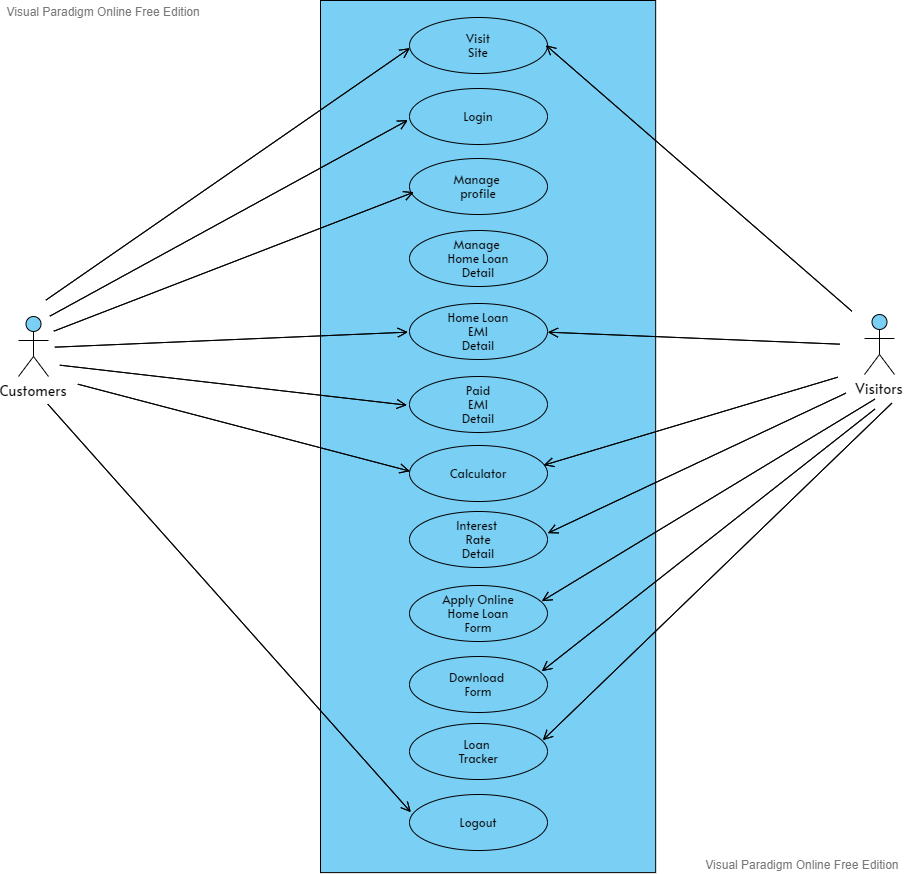 Visual Paradigm Online Free Edition
Visit
Site
Login
Manage
profile
Manage
Home Loan
Detail
Home Loan
EMI
Detail
Customers
Visitors
Paid
EMI
Detail
Calculator
Interest
Rate
Detail
Apply Online
Home Loan
Form
Download
Form
Loan
Tracker
Logout
Visual Paradigm Online Free Edition